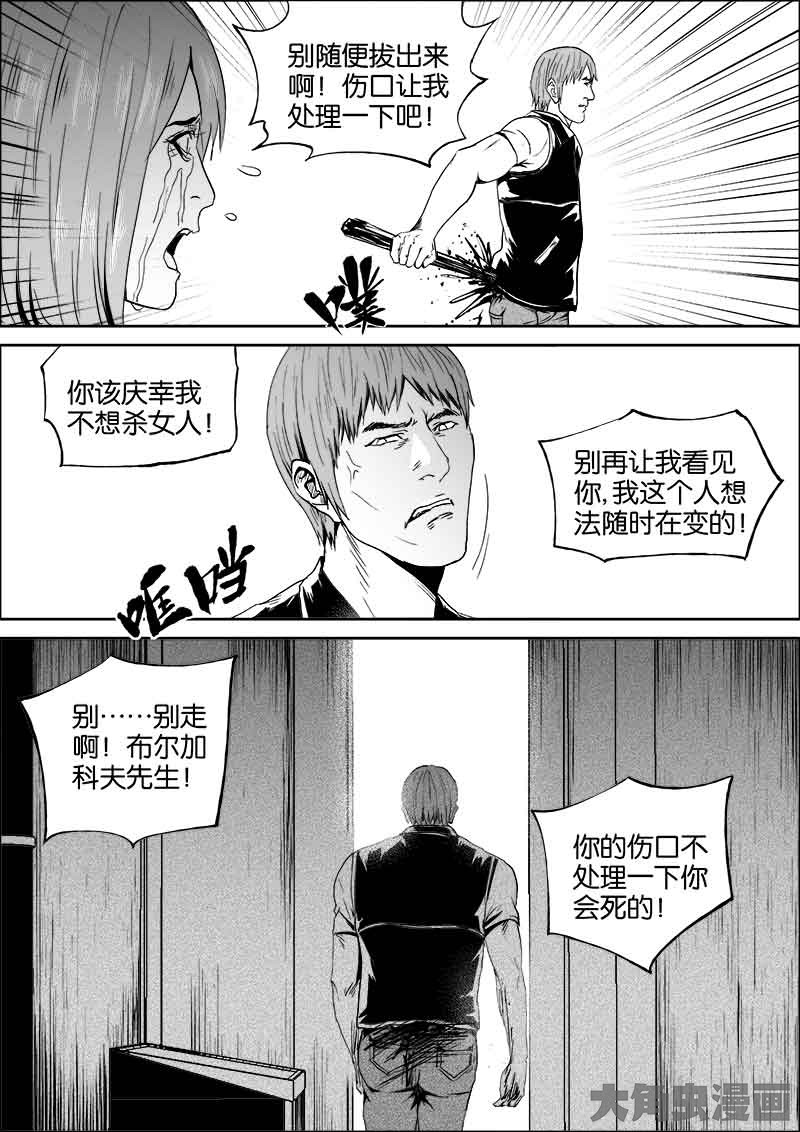 别随便拔出来
啊！伤口让我
处理一下吧！
噗
你该庆幸我
不想杀女人！
别再让我看见
你，我这个人想
法随时在变的！
哐当
别……别走
啊！布尔加
科夫先生！
你的伤口不
处理一下你
会死的！
大角虫漫画